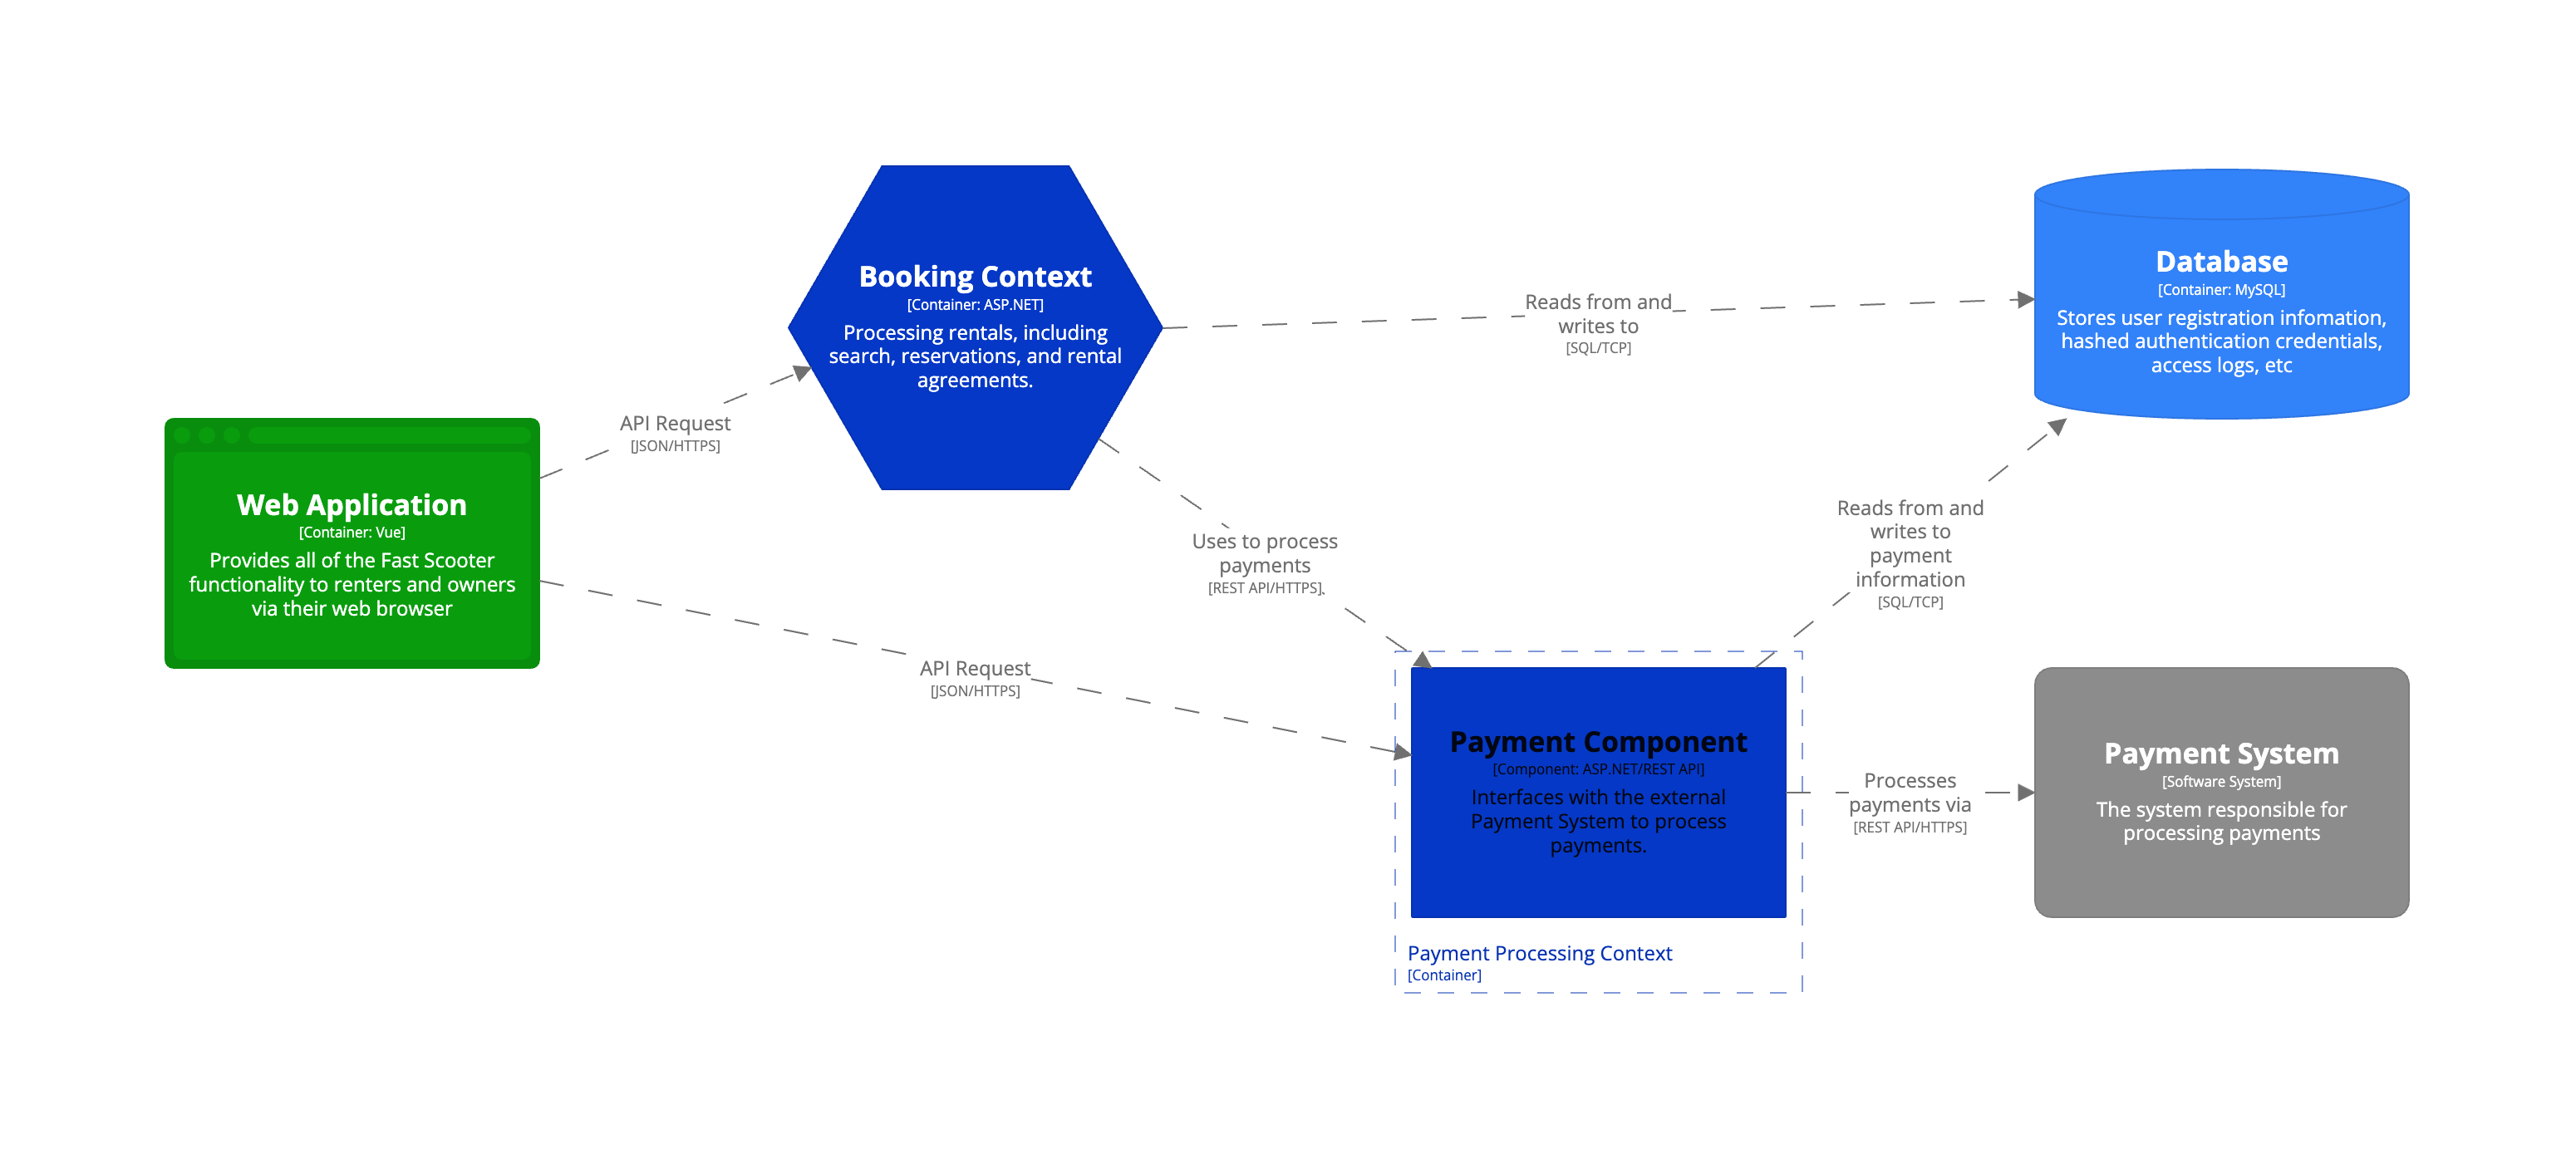 Booking Context
[Container: ASP.NET]
Processing rentals, including
search, reservations, and rental
agreements.
Database
[Container: MySQL]
Stores user registration infomation,
hashed authentication credentials,
access logs, etc
Reads from and
writes to
[SQL/TCP]
API Request
[JSON/HTTPS]
Web Application
[Container: Vue]
Provides all of the Fast Scooter
functionality to renters and owners
via their web browser
Uses to process
payments
[REST API/HTTPS]
Reads from and
writes to
payment
information
[SQL/TCP]
API Request
[JSON/HTTPS]
Payment Component
[Component: ASP.NET/REST API]
Interfaces with the external
Payment System to process
payments.
Processes
payments via
[REST API/HTTPS]
Payment System
[Software System]
The system responsible for
processing payments
Payment Processing Context
[Container]